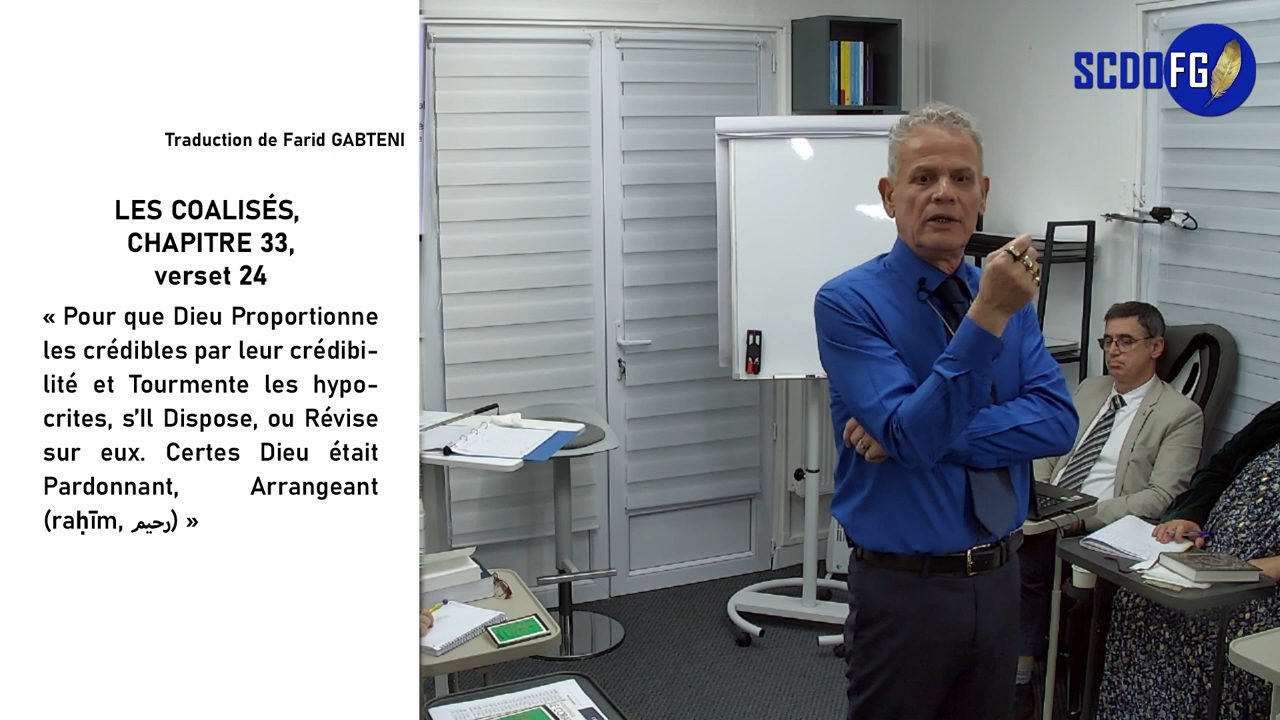 Traduction de Farid GABTENI
LES COALISÉS,
CHAPITRE 33,
verset 24
« Pour que Dieu Proportionne
les crédibles par leur crédibi-
lité et Tourmente les hypo-
crites, s’Il Dispose, ou Révise
sur eux. Certes Dieu était
Pardonnant, Arrangeant
(raḥīm, رحيم) »
SCDOFG